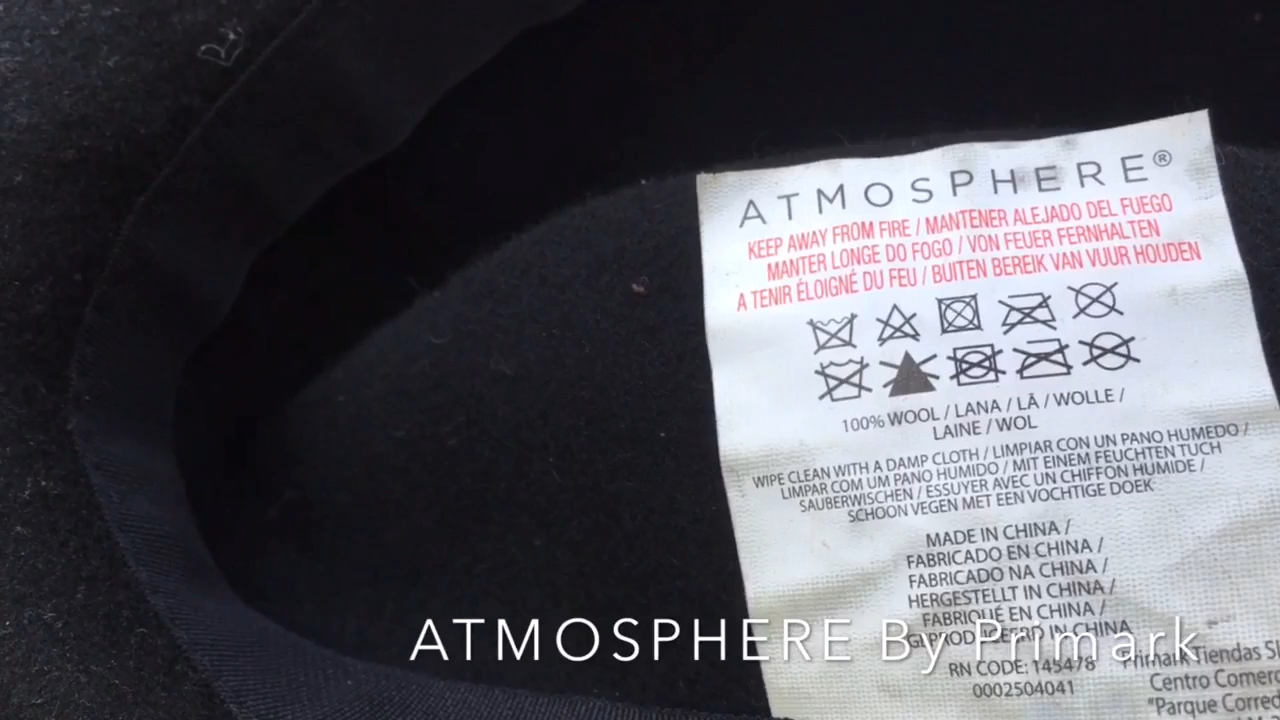 ATMOSPHERE®
KEEP AWAY FROM FIRE / MANTENER ALEJADO DEL FUEGO
MANTER LONGE DO FOGO / VON FEUER FERNHALTEN
A TENIR ÉLOIGNÉ DU FEU / BUITEN BEREIK VAN VUUR HOUDEN
100% WOOL / LANA / LÃ / WOLLE /
LAINE / WOL
WIPE CLEAN WITH A DAMP CLOTH / LIMPIAR CON UN PANO HUMEDO /
LIMPAR COM UM PANO HUMIDO / MIT EINEM FEUCHTEN TUCH
SAUBERWISCHEN / ESSUYER AVEC UN CHIFFON HUMIDE /
SCHOON VEGEN MET EEN VOCHTIGE DOEK
MADE IN CHINA /
FABRICADO EN CHINA /
FABRICADO NA CHINA /
HERGESTELLT IN CHINA /
FABRIQUÉ EN CHINA /
GEPRODUCEERD IN CHINA
ATMOSPHERE By Primark
RN CODE: 145478
0002504041
Primark Tiendas
Centro
"Parque